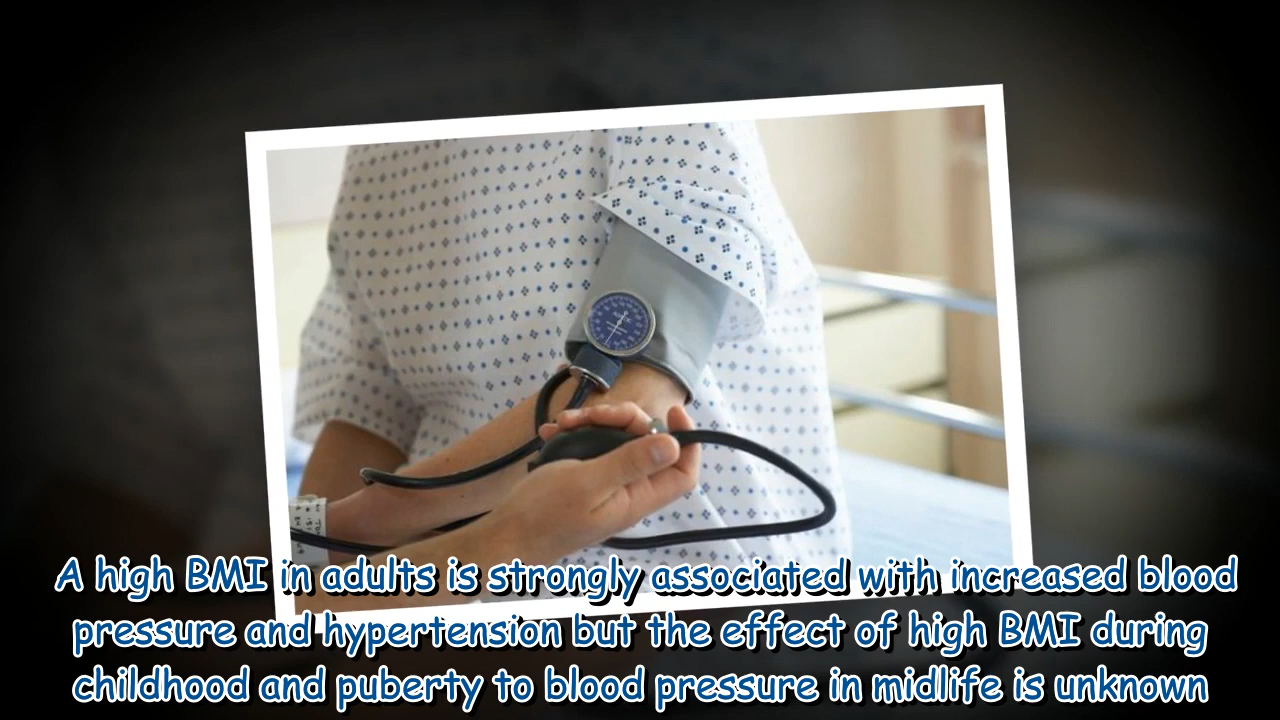 A high BMI in adults is strongly associated with increased blood
pressure and hypertension but the effect of high BMI during
childhood and puberty to blood pressure in midlife is unknown